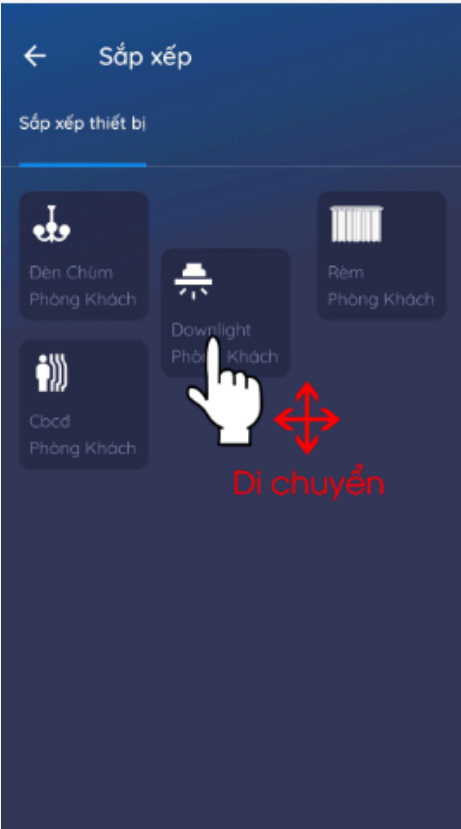 Sắp xếp
Sắp xếp thiết bị
Đèn Chùm
Phòng Khách
Downlight
Phòng Khách
Rèm
Phòng Khách
Cbcđ
Phòng Khách
Di chuyển